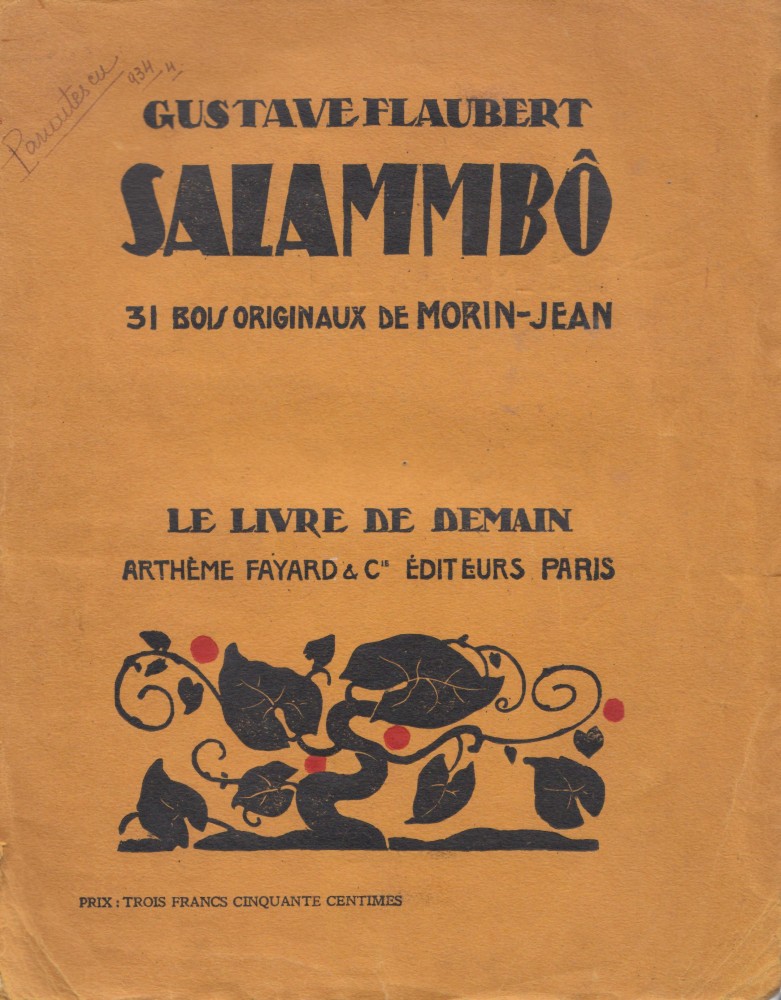 934
GUSTAVE FLAUBERT
SALAMMBÔ
31 BOIS ORIGINAUX DE MORIN-JEAN
LE LIVRE DE DEMAIN
ARTHÈME FAYARD & Cie ÉDITEURS PARIS
PRIX : TROIS FRANCS CINQUANTE CENTIMES